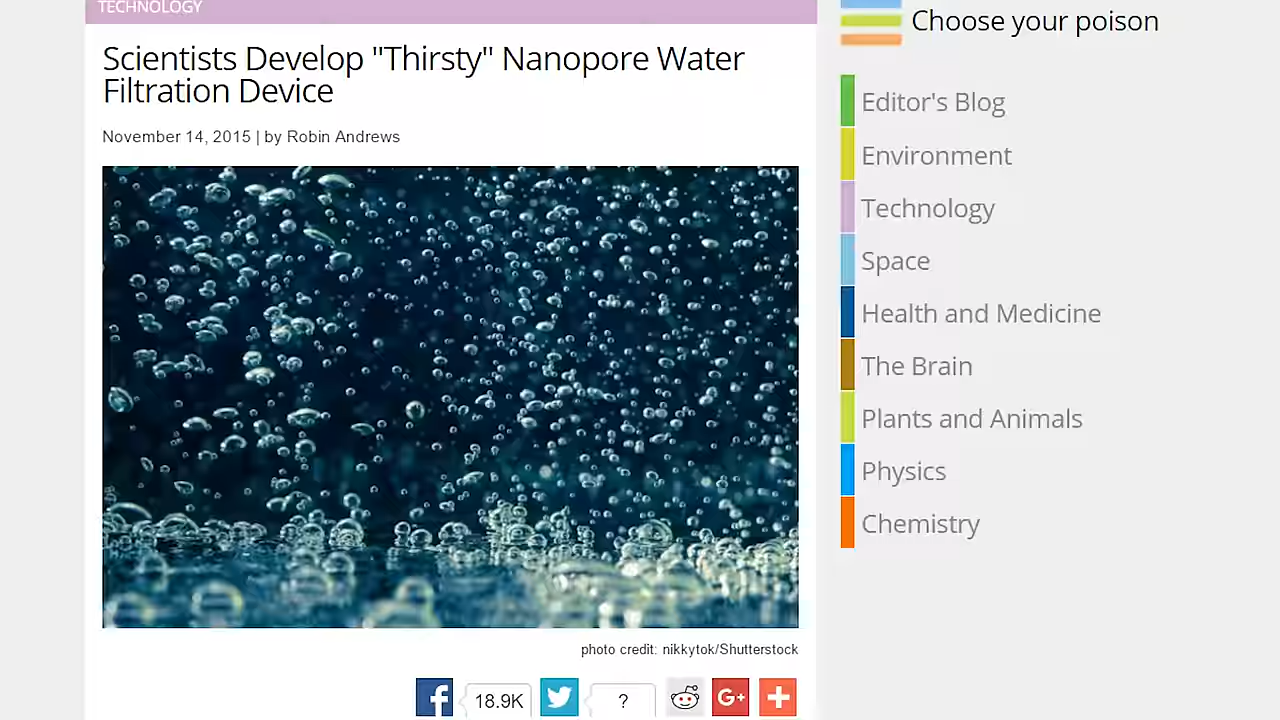 TECHNOLOGY
Scientists Develop "Thirsty" Nanopore Water
Filtration Device
November 14, 2015 | by Robin Andrews
photo credit: nikkytok/Shutterstock
18.9K
?
G+
Choose your poison
Editor's Blog
Environment
Technology
Space
Health and Medicine
The Brain
Plants and Animals
Physics
Chemistry